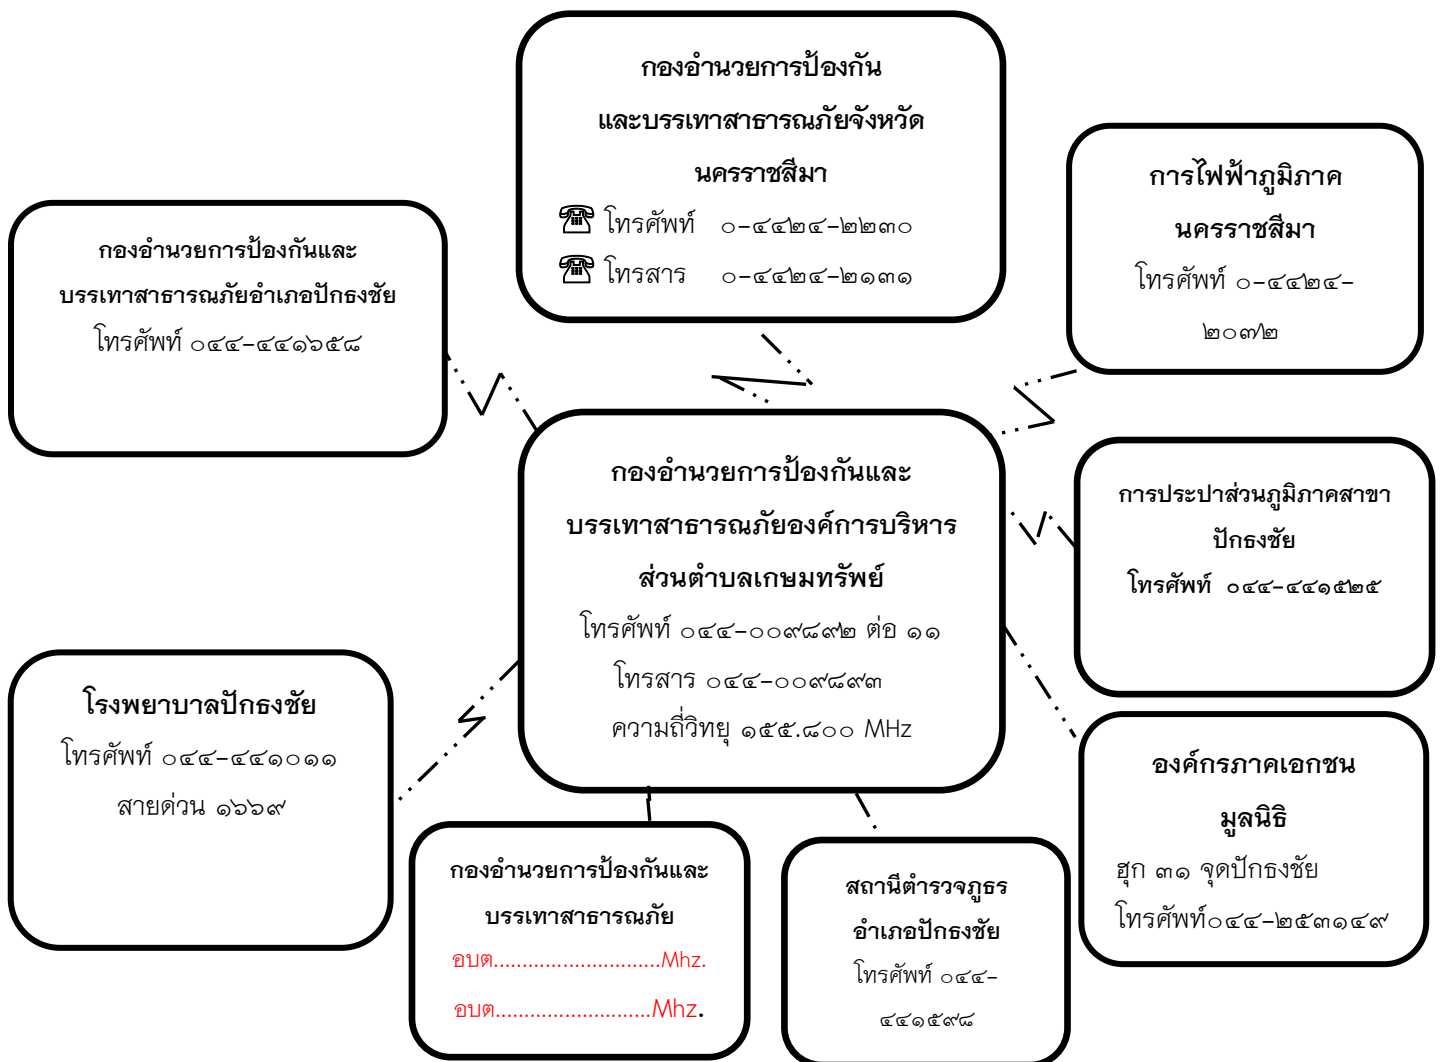 กองอำนวยการป้องกัน
และบรรเทาสาธารณภัยจังหวัด
นครราชสีมา
โทรศัพท์ ๐-๔๔๒๔-๒๒๓๐
โทรสาร ๐-๔๔๒๔-๒๑๓๑
การไฟฟ้าภูมิภาค
นครราชสีมา
โทรศัพท์ ๐-๔๔๒๔-
๒๐๓๗๒
กองอำนวยการป้องกันและ
บรรเทาสาธารณภัยอำเภอปักธงชัย
โทรศัพท์ ๐๔๔-๔๔๑๖๕๘
กองอำนวยการป้องกันและ
บรรเทาสาธารณภัยองค์การบริหาร
ส่วนตำบลเกษมทรัพย์
โทรศัพท์ ๐๔๔-๐๐๙๘๙๒ ต่อ ๑๑
โทรสาร ๐๔๔-๐๐๙๘๙๓
ความถี่วิทยุ ๑๕๕.๘๐๐ MHz
การประปาส่วนภูมิภาคสาขา
ปักธงชัย
โทรศัพท์ ๐๔๔-๔๔๑๕๒๕
โรงพยาบาลปักธงชัย
โทรศัพท์ ๐๔๔-๔๔๑๐๑๑
สายด่วน ๑๖๖๙
องค์กรภาคเอกชน
มูลนิธิ
ฮุก ๓๑ จุดปักธงชัย
โทรศัพท์๐๔๔-๒๕๓๑๔๙
กองอำนวยการป้องกันและ
บรรเทาสาธารณภัย
อบต.............................Mhz.
อบต...........................Mhz.
สถานีตำรวจภูธร
อำเภอปักธงชัย
โทรศัพท์ ๐๔๔-
๔๔๑๕๙๘